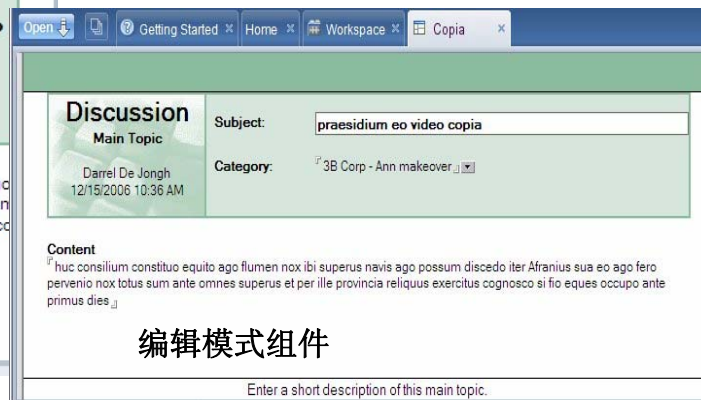 Open Getting Started Home Workspace Copia
Discussion
Main Topic
Darrel De Jongh
12/15/2006 10:36 AM
Subject: praesidium eo video copia
Category: 3B Corp - Ann makeover
Content
huc consilium constituo equito ago flumen nox ibi superus navis ago possum discedo iter Afranius sua eo ago fero
pervenio nox totus sum ante omnes superus et per ille provincia reliquus exercitus cognosco si fio eques occupo ante
primus dies
编辑模式组件
Enter a short description of this main topic.